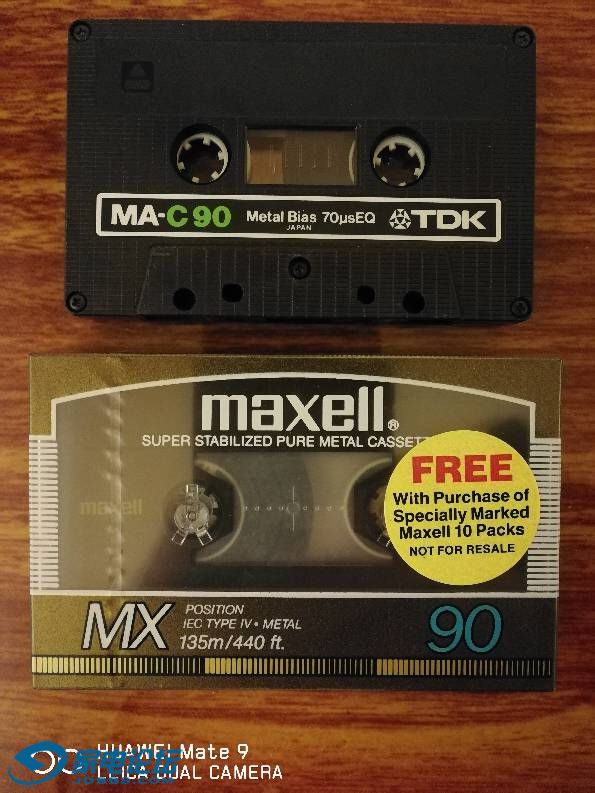 MA-C90 Metal Bias 70μsEQ TDK
JAPAN
maxell®
SUPER STABILIZED PURE METAL
FREE
With Purchase of
Specially Marked
Maxell 10 Packs
NOT FOR RESALE
maxell
MX
POSITION
IEC TYPE IV • METAL
135m/440 ft.
90
HUAWEI Mate 9
LEICA DUAL CAMERA